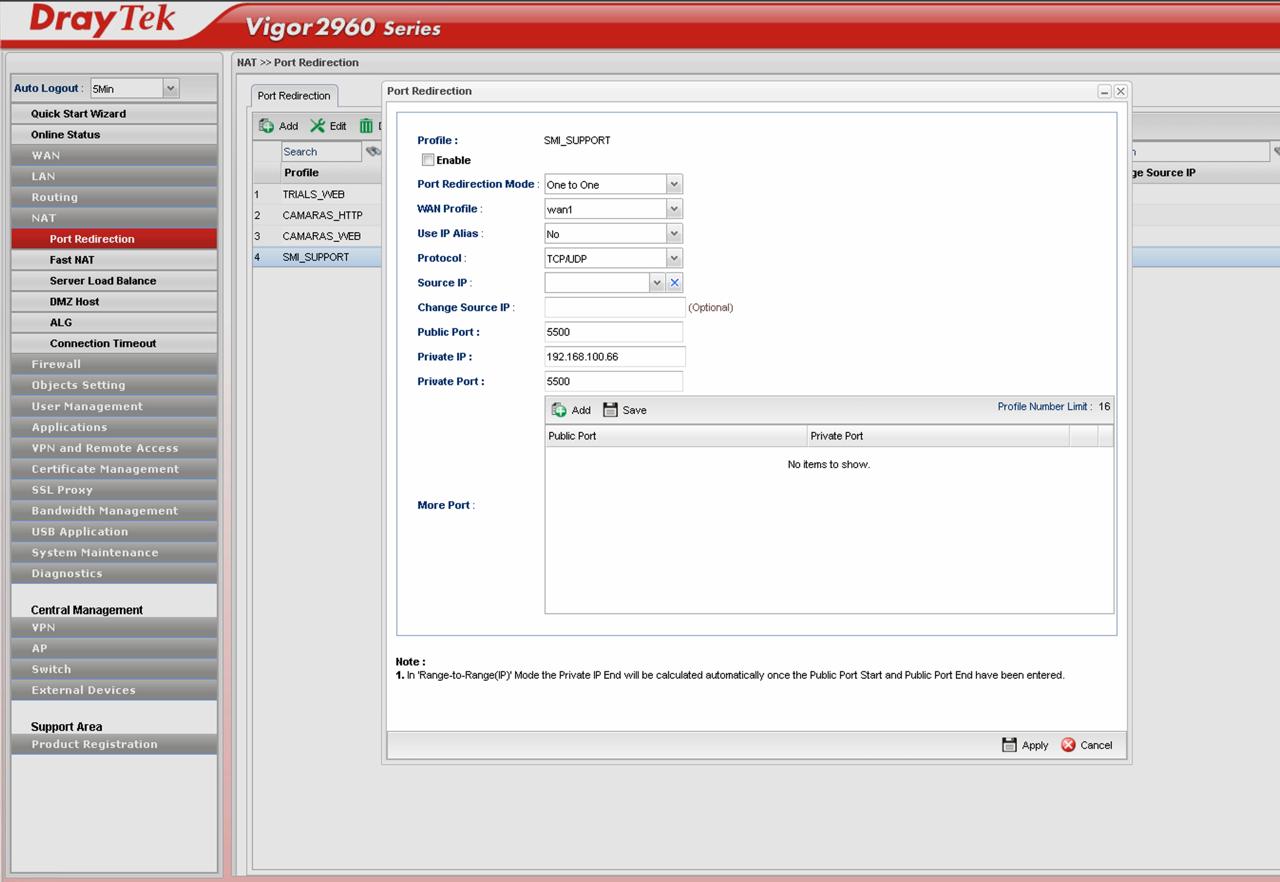 DrayTek
Vigor2960 Series
Auto Logout : 5Min
Quick Start Wizard
Online Status
WAN
LAN
Routing
NAT
Port Redirection
Fast NAT
Server Load Balance
DMZ Host
ALG
Connection Timeout
Firewall
Objects Setting
User Management
Applications
VPN and Remote Access
Certificate Management
SSL Proxy
Bandwidth Management
USB Application
System Maintenance
Diagnostics
Central Management
VPN
AP
Switch
External Devices
Support Area
Product Registration
NAT >> Port Redirection
Port Redirection
Add Edit
Search
Profile
1 TRIALS_WEB
2 CAMARAS_HTTP
3 CAMARAS_WEB
4 SMI_SUPPORT
ge Source IP
Port Redirection
Profile : SMI_SUPPORT
Enable
Port Redirection Mode : One to One
WAN Profile : wan1
Use IP Alias : No
Protocol : TCP/UDP
Source IP :
Change Source IP : (Optional)
Public Port : 5500
Private IP : 192.168.100.66
Private Port : 5500
Add Save Profile Number Limit : 16
Public Port Private Port
No items to show.
More Port :
Note :
1. In 'Range-to-Range(IP)' Mode the Private IP End will be calculated automatically once the Public Port Start and Public Port End have been entered.
Apply Cancel